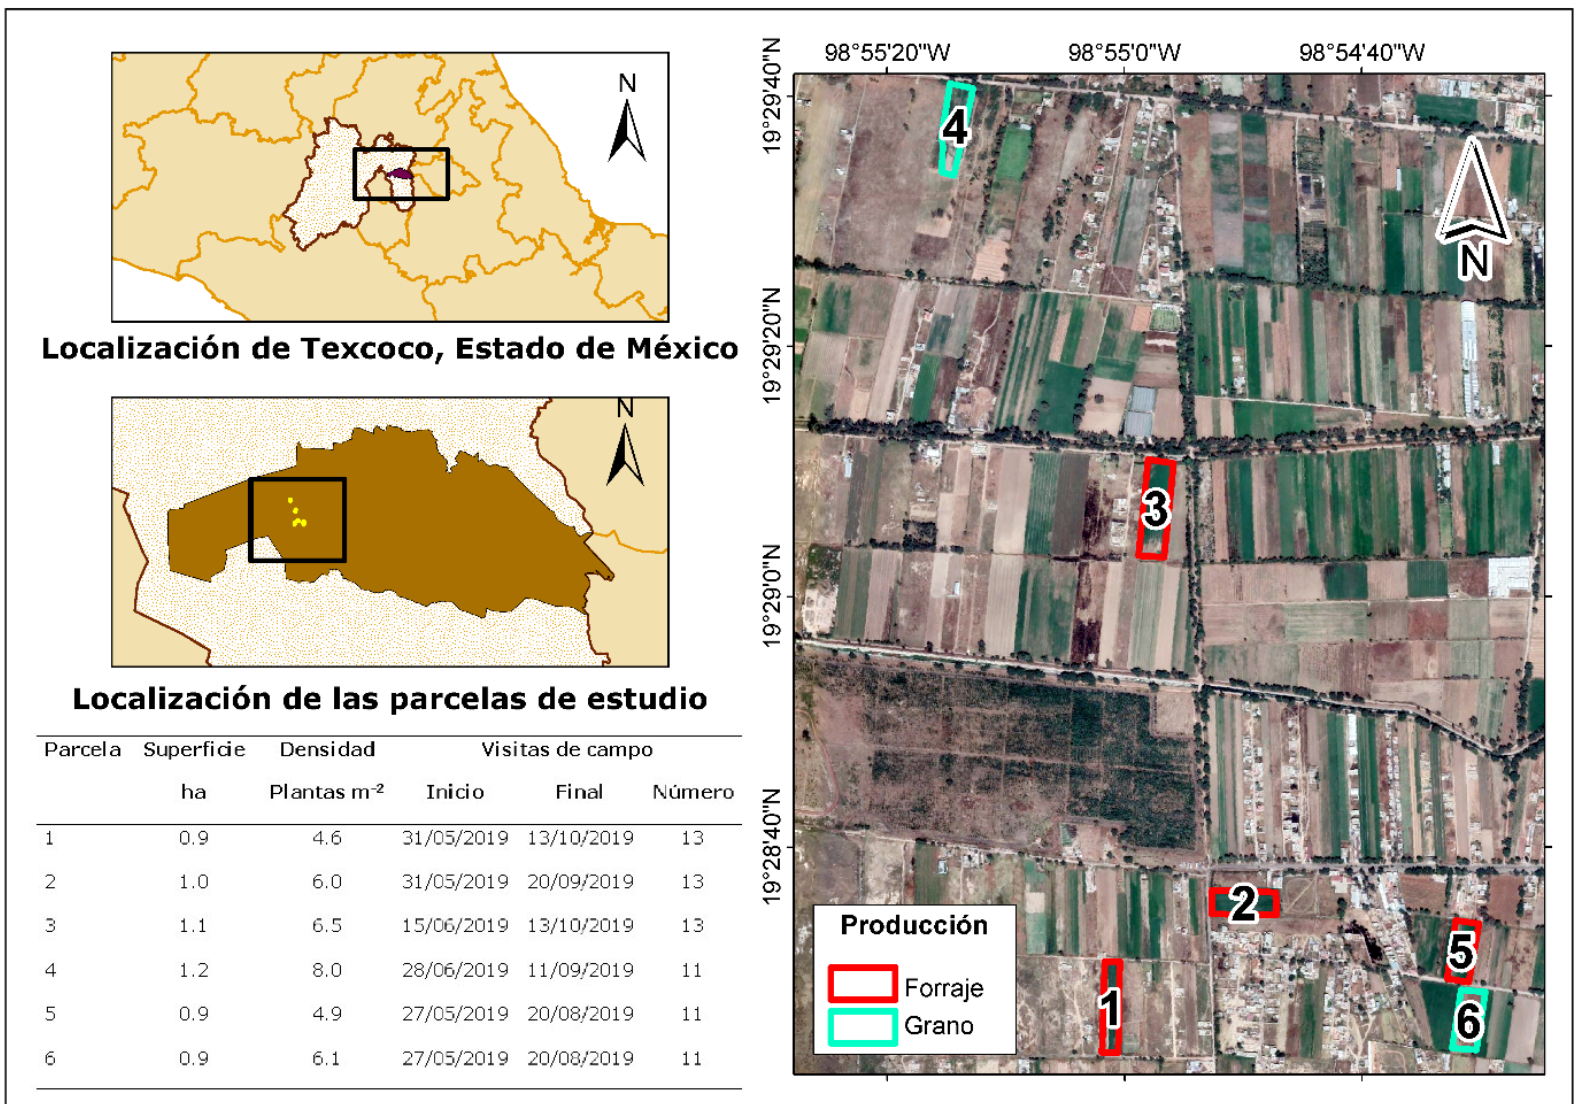 N
Localización de Texcoco, Estado de México
N
Localización de las parcelas de estudio
Parcela Superficie Densidad Visitas de campo
ha Plantas m⁻² Inicio Final Número
1 0.9 4.6 31/05/2019 13/10/2019 13
2 1.0 6.0 31/05/2019 20/09/2019 13
3 1.1 6.5 15/06/2019 13/10/2019 13
4 1.2 8.0 28/06/2019 11/09/2019 11
5 0.9 4.9 27/05/2019 20/08/2019 11
6 0.9 6.1 27/05/2019 20/08/2019 11
98°55'20"W 98°55'0"W 98°54'40"W
19°29'40"N
19°29'20"N
19°29'0"N
19°28'40"N
4
N
3
2
5
1
6
Producción
Forraje
Grano